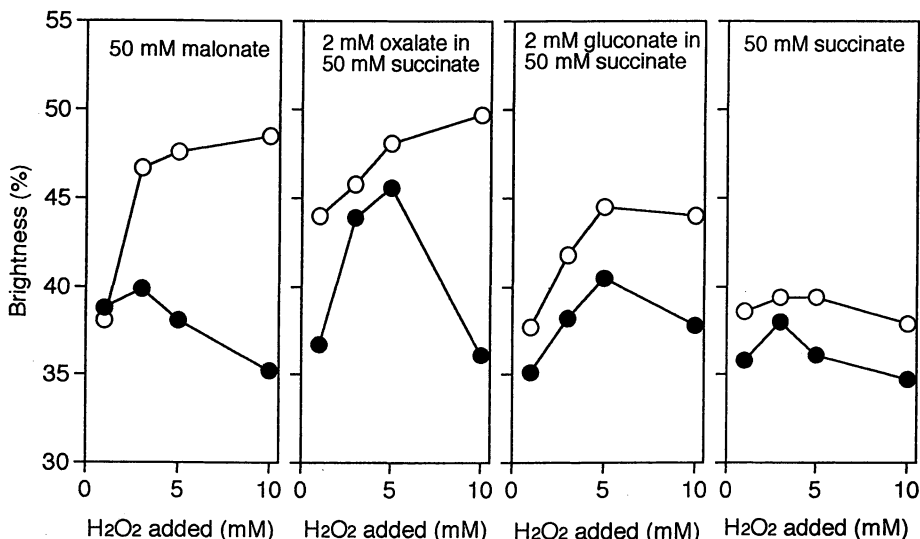 55
50
45
40
35
30
Brightness (%)
50 mM malonate
2 mM oxalate in
50 mM succinate
2 mM gluconate in
50 mM succinate
50 mM succinate
0 5 10
0 5 10
0 5 10
0 5 10
H2O2 added (mM)
H2O2 added (mM)
H2O2 added (mM)
H2O2 added (mM)